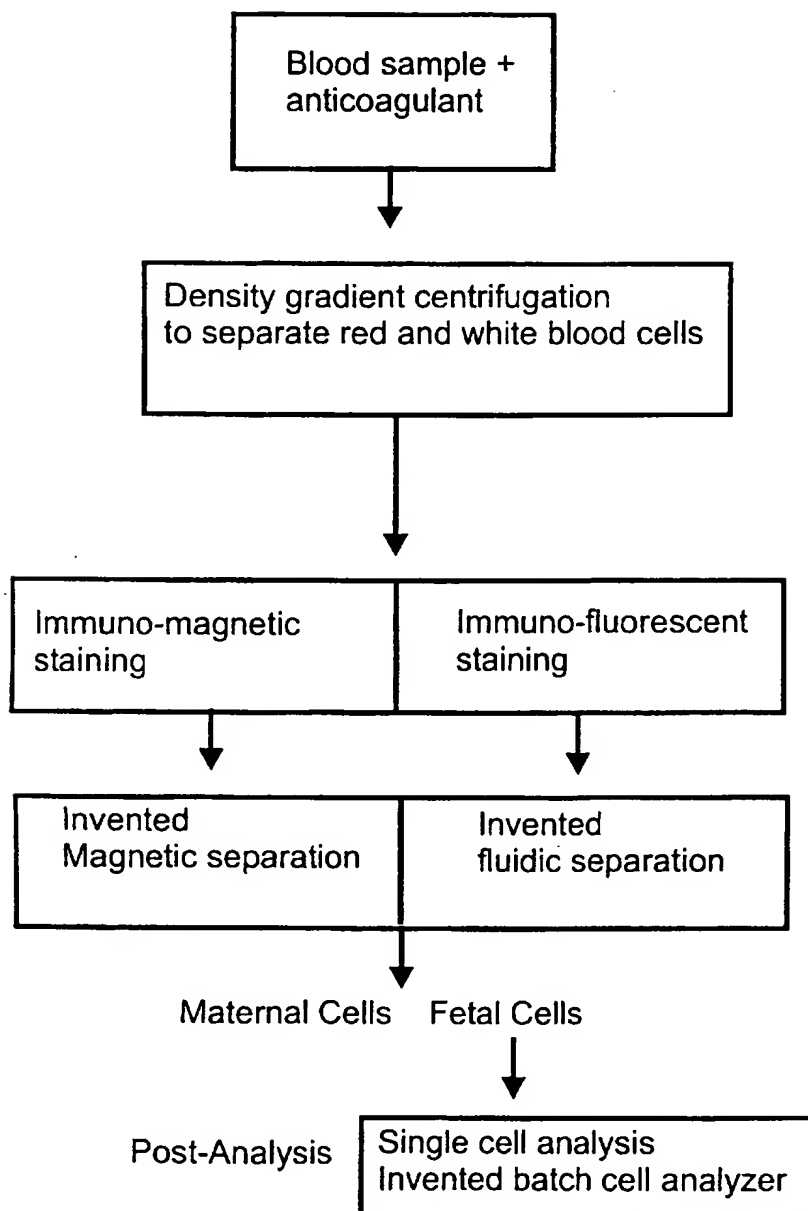 Blood sample +
anticoagulant
Density gradient centrifugation
to separate red and white blood cells
Immuno-magnetic
staining
Immuno-fluorescent
staining
Invented
Magnetic separation
Invented
fluidic separation
Maternal Cells
Fetal Cells
Post-Analysis
Single cell analysis
Invented batch cell analyzer